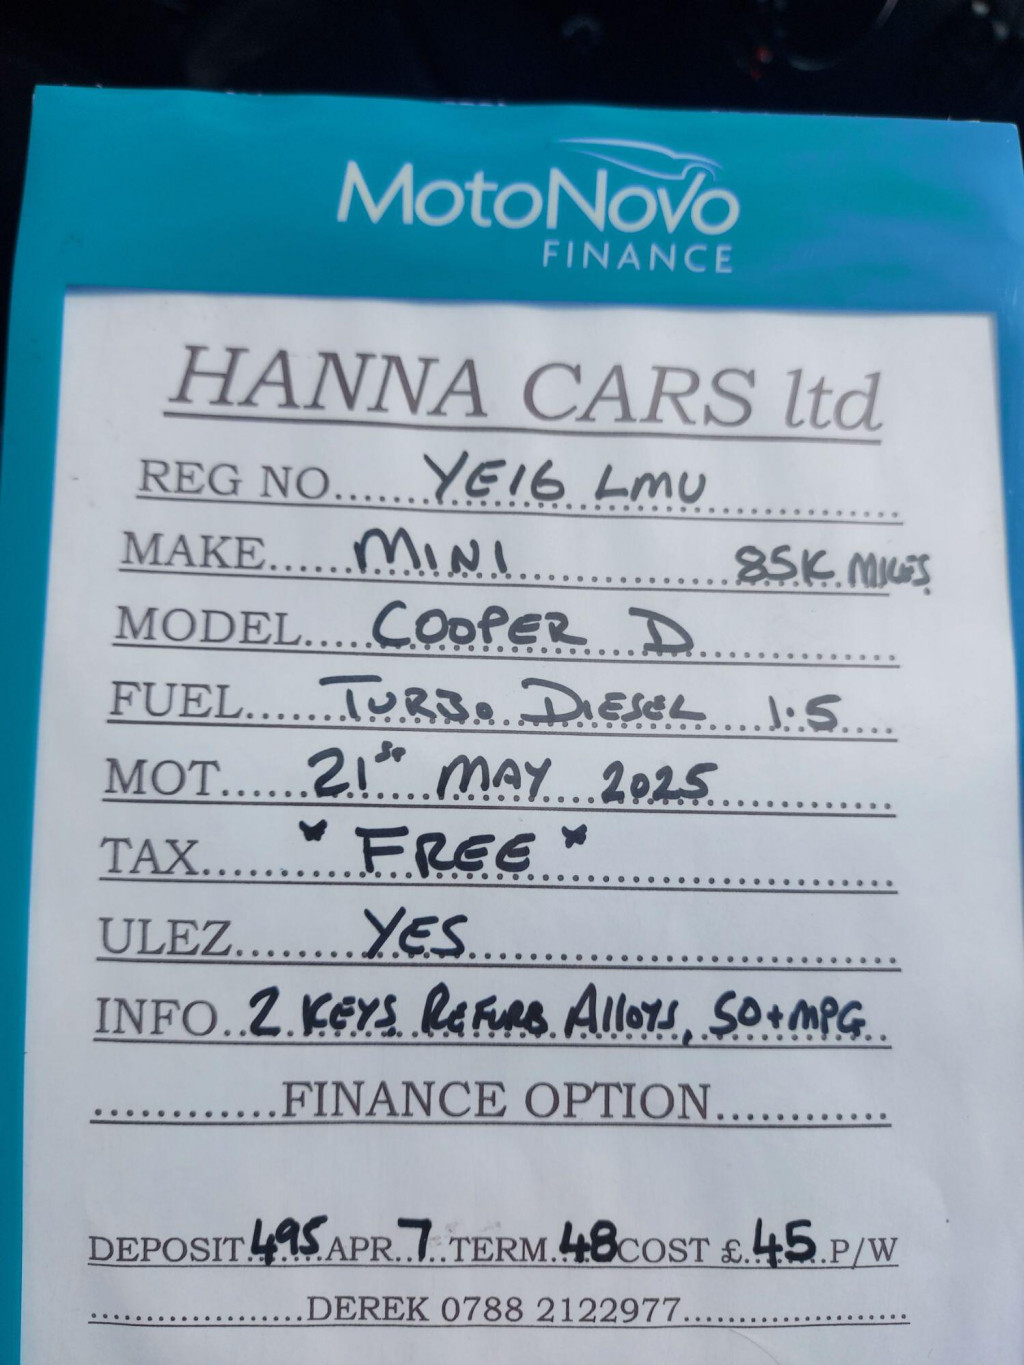 MotoNovo
FINANCE
HANNA CARS ltd
REG NO.......YE16 LMU..............
MAKE......MINI................85K MILES.
MODEL.....COOPER D...............
FUEL.......TURBO DIESEL 1.5....
MOT......21st MAY 2025............
TAX..........*FREE*....................
ULEZ........YES..........................
INFO..2 KEYS REFURB Alloys, 50+MPG..
............FINANCE OPTION...........
DEPOSIT.495 APR.7..TERM.48COST £.45.P/W
..................DEREK 0788 2122977...................